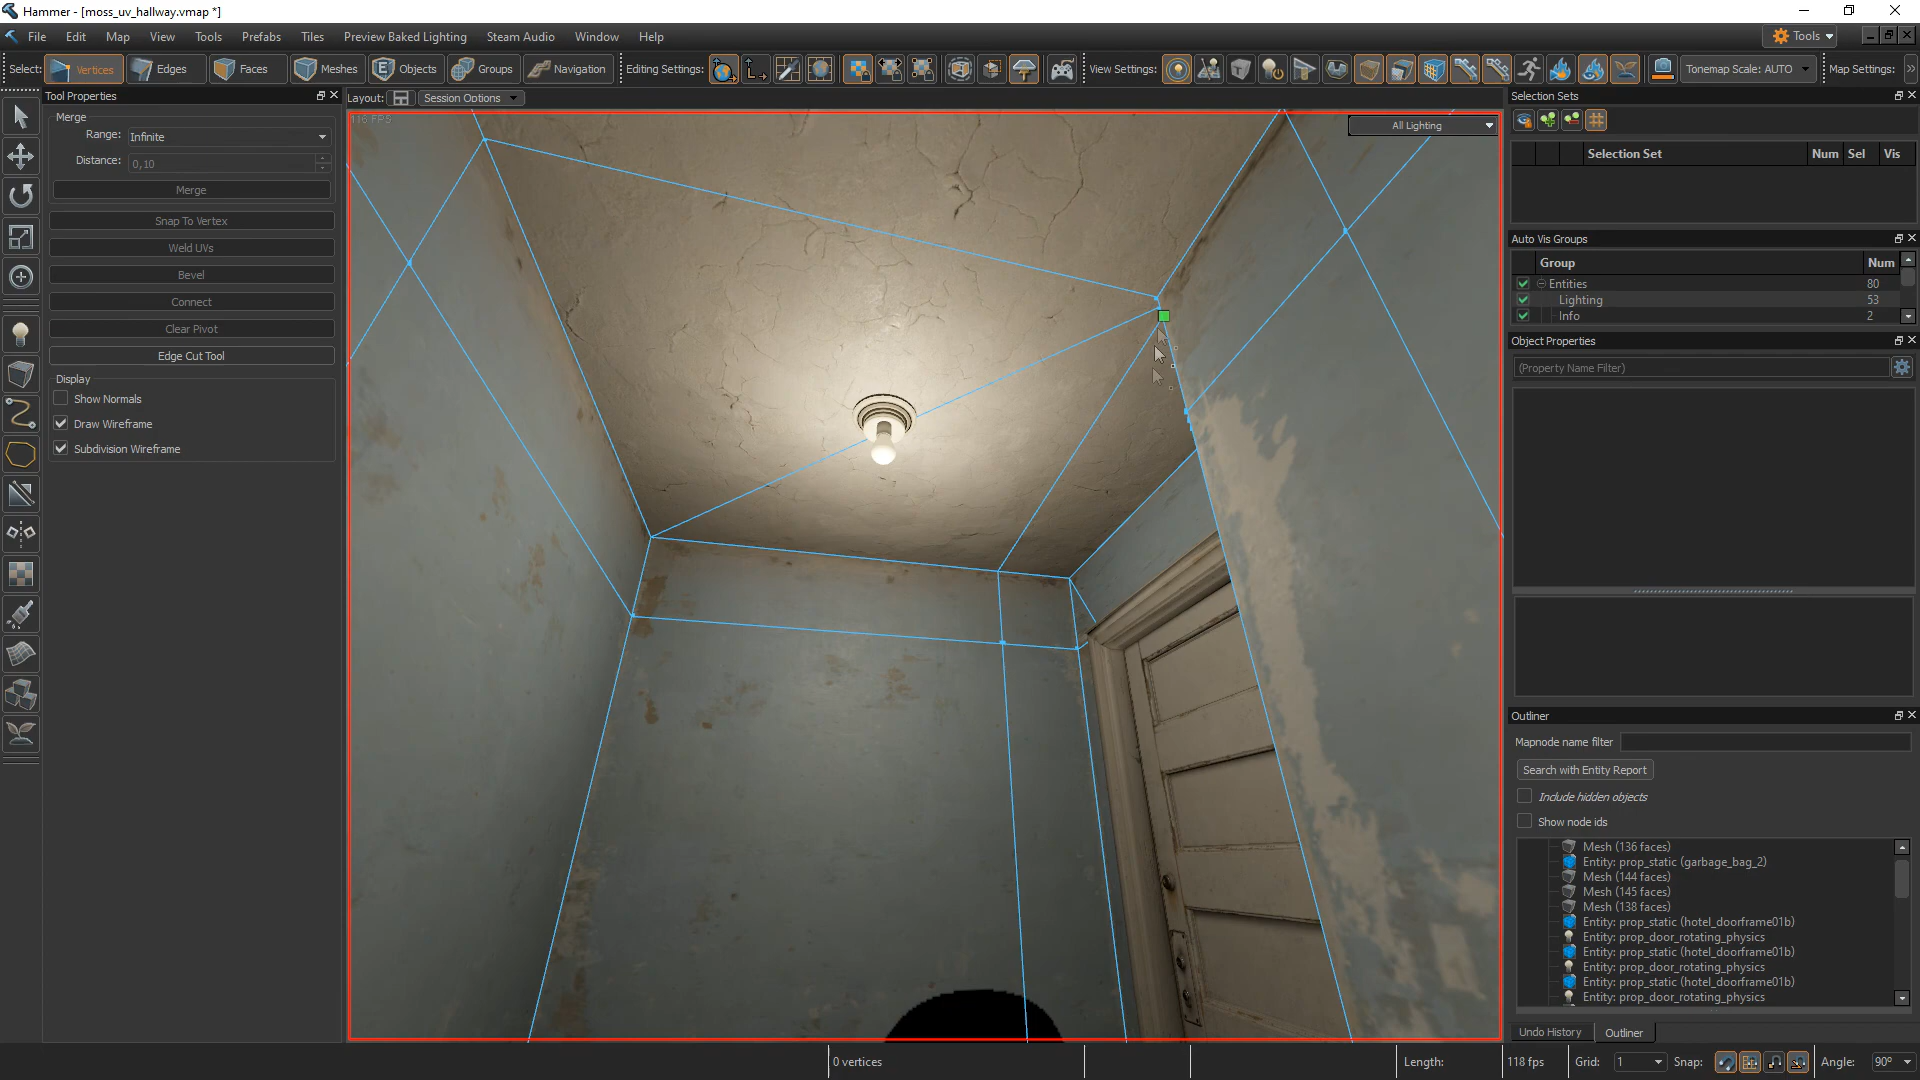 Hammer - [moss_uv_hallway.vmap *]
File Edit Map View Tools Prefabs Tiles Preview Baked Lighting Steam Audio Window Help
Tools
Select: Vertices Edges Faces Meshes Objects Groups Navigation Editing Settings: View Settings: Tonemap Scale: AUTO Map Settings:
Tool Properties
Merge
Range: Infinite
Distance: 0,10
Merge
Snap To Vertex
Weld UVs
Bevel
Connect
Clear Pivot
Edge Cut Tool
Display
Show Normals
Draw Wireframe
Subdivision Wireframe
Layout: Session Options
116 FPS
All Lighting
Selection Sets
Selection Set Num Sel Vis
Auto Vis Groups
Group Num
Entities 80
Lighting 53
Info 2
Object Properties
(Property Name Filter)
Outliner
Mapnode name filter
Search with Entity Report
Include hidden objects
Show node ids
Mesh (136 faces)
Entity: prop_static (garbage_bag_2)
Mesh (144 faces)
Mesh (145 faces)
Mesh (138 faces)
Entity: prop_static (hotel_doorframe01b)
Entity: prop_door_rotating_physics
Entity: prop_static (hotel_doorframe01b)
Entity: prop_door_rotating_physics
Entity: prop_static (hotel_doorframe01b)
Entity: prop_door_rotating_physics
Undo History Outliner
0 vertices Length: 118 fps Grid: 1 Snap: Angle: 90º